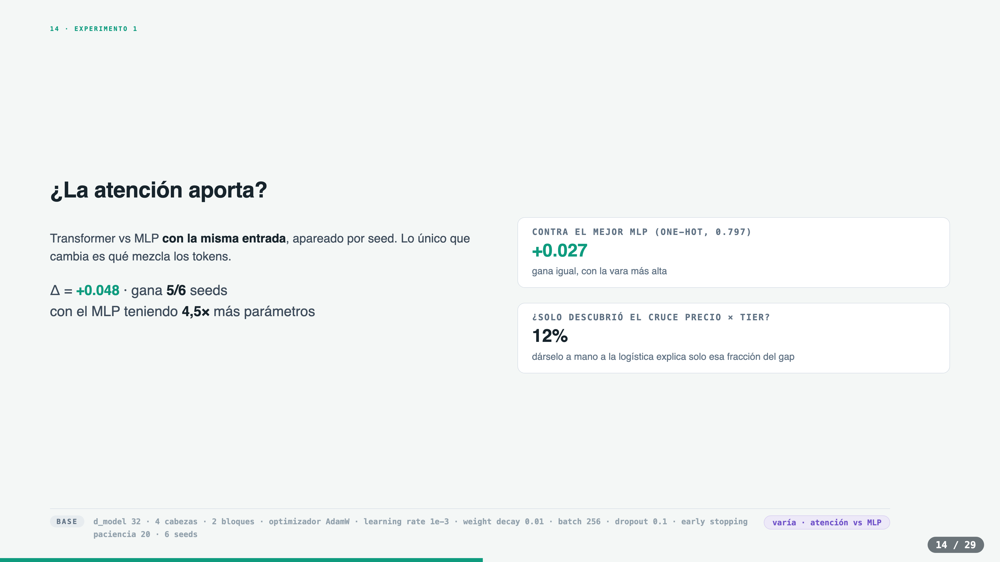 14 · EXPERIMENTO 1
¿La atención aporta?
Transformer vs MLP con la misma entrada, apareado por seed. Lo único que
cambia es qué mezcla los tokens.
Δ = +0.048 · gana 5/6 seeds
con el MLP teniendo 4,5× más parámetros
CONTRA EL MEJOR MLP (ONE-HOT, 0.797)
+0.027
gana igual, con la vara más alta
¿SOLO DESCUBRIÓ EL CRUCE PRECIO × TIER?
12%
dárselo a mano a la logística explica solo esa fracción del gap
BASE d_model 32 · 4 cabezas · 2 bloques · optimizador AdamW · learning rate 1e-3 · weight decay 0.01 · batch 256 · dropout 0.1 · early stopping
paciencia 20 · 6 seeds
varía · atención vs MLP
14 / 29